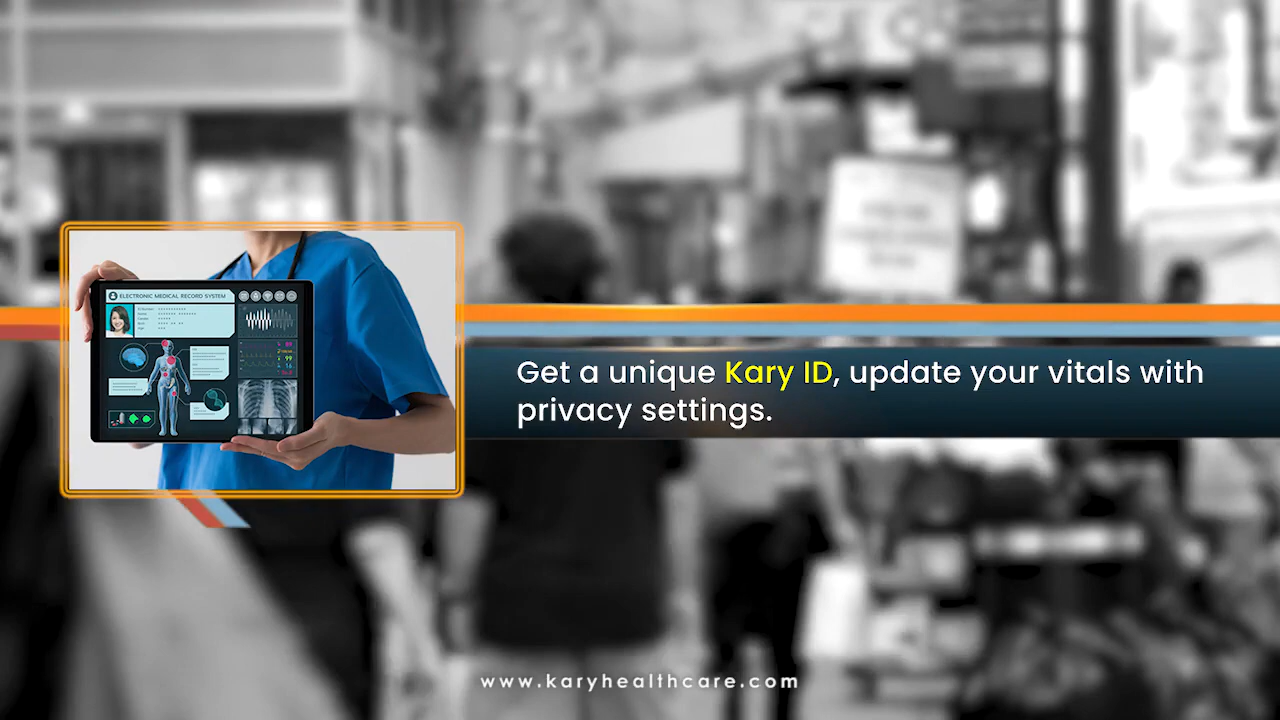 ELECTRONIC MEDICAL RECORD SYSTEM
Get a unique Kary ID, update your vitals with
privacy settings.
www.karyhealthcare.com